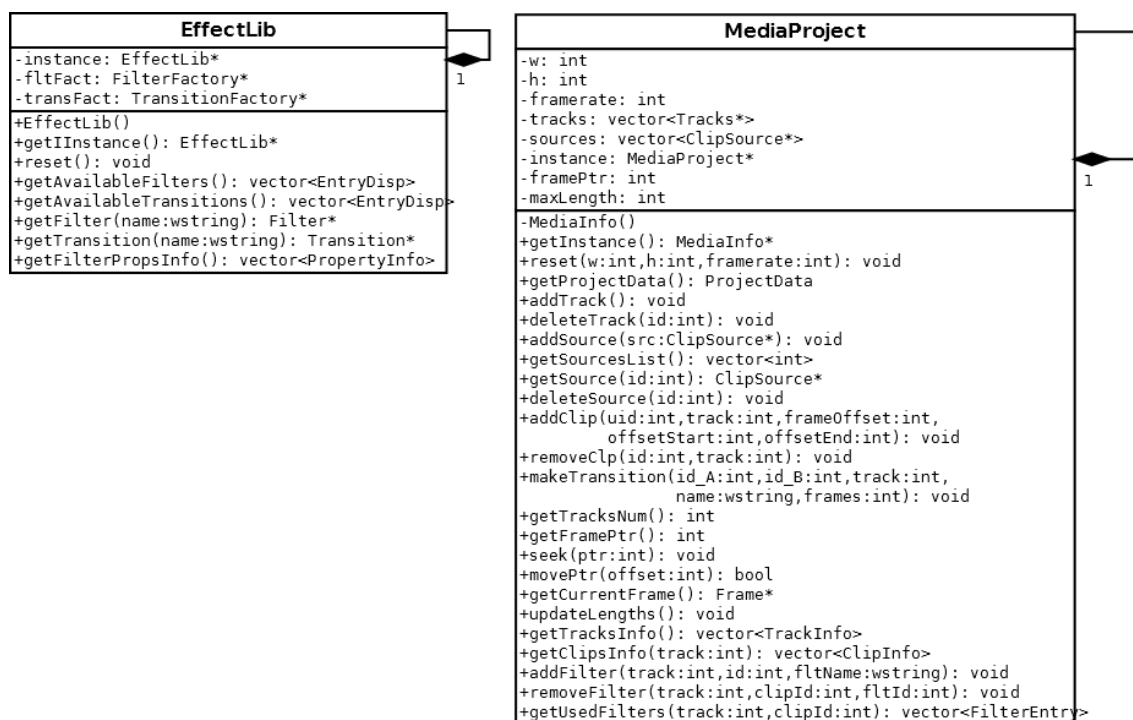 EffectLib
-instance: EffectLib*
-fltFact: FilterFactory*
-transFact: TransitionFactory*
1
+EffectLib()
+getIInstance(): EffectLib*
+reset(): void
+getAvailableFilters(): vector<EntryDisp>
+getAvailableTransitions(): vector<EntryDisp>
+getFilter(name:wstring): Filter*
+getTransition(name:wstring): Transition*
+getFilterPropsInfo(): vector<PropertyInfo>
MediaProject
-w: int
-h: int
-framerate: int
-tracks: vector<Tracks*>
-sources: vector<ClipSource*>
-instance: MediaProject*
-framePtr: int
-maxLength: int
1
-MediaInfo()
+getInstance(): MediaInfo*
+reset(w:int,h:int,framerate:int): void
+getProjectData(): ProjectData
+addTrack(): void
+deleteTrack(id:int): void
+addSource(src:ClipSource*): void
+getSourcesList(): vector<int>
+getSource(id:int): ClipSource*
+deleteSource(id:int): void
+addClip(uid:int,track:int,frameOffset:int,
offsetStart:int,offsetEnd:int): void
+removeClp(id:int,track:int): void
+makeTransition(id_A:int,id_B:int,track:int,
name:wstring,frames:int): void
+getTracksNum(): int
+getFramePtr(): int
+seek(ptr:int): void
+movePtr(offset:int): bool
+getCurrentFrame(): Frame*
+updateLengths(): void
+getTracksInfo(): vector<TrackInfo>
+getClipsInfo(track:int): vector<ClipInfo>
+addFilter(track:int,id:int,fltName:wstring): void
+removeFilter(track:int,clipId:int,fltId:int): void
+getUsedFilters(track:int,clipId:int): vector<FilterEntry>